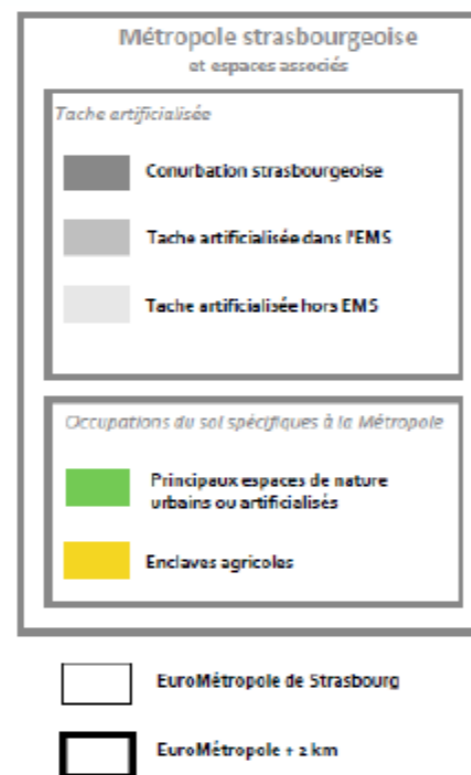 Métropole strasbourgeoise
et espaces associés
Tache artificialisée
Conurbation strasbourgeoise
Tache artificialisée dans l'EMS
Tache artificialisée hors EMS
Occupations du sol spécifiques à la Métropole
Principaux espaces de nature
urbains ou artificialisés
Enclaves agricoles
EuroMétropole de Strasbourg
EuroMétropole + 2 km